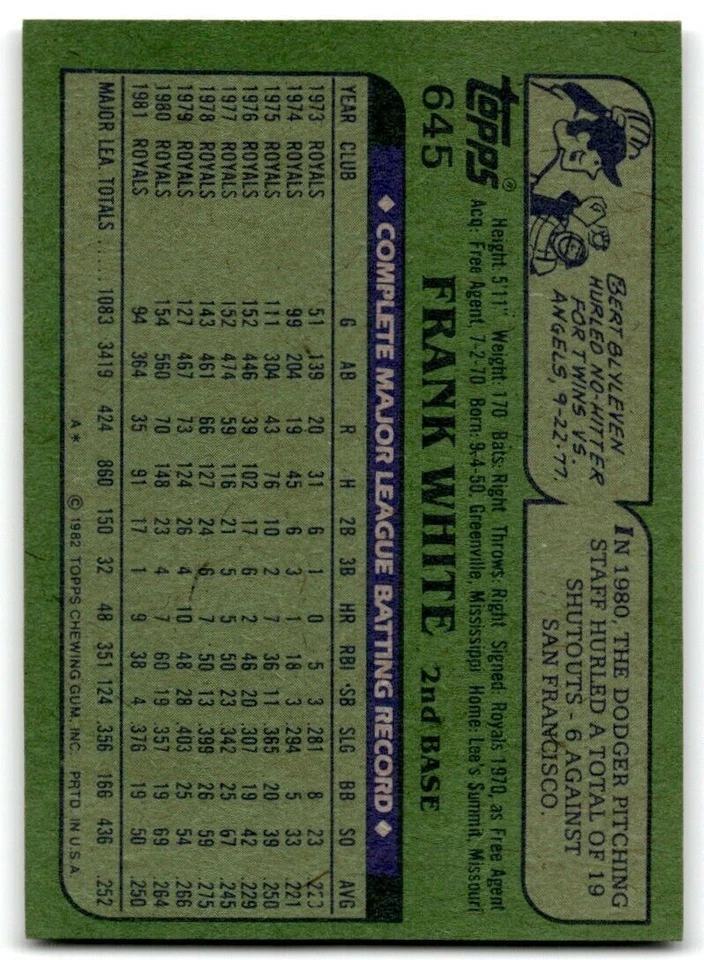 BERT BLYLEVEN
HURLED NO-HITTER
FOR TWINS VS.
ANGELS, 9-22-77.
IN 1980, THE DODGER PITCHING
STAFF HURLED A TOTAL OF 19
SHUTOUTS - 6 AGAINST
SAN FRANCISCO.
topps®
Height: 5'11" Weight: 170 Bats: Right Throws: Right Signed: Royals 1970, as Free Agent
Acq: Free Agent, 7-2-70 Born: 9-4-50, Greenville, Mississippi Home: Lee's Summit, Missouri
645 FRANK WHITE 2nd BASE
◆ COMPLETE MAJOR LEAGUE BATTING RECORD ◆
YEAR CLUB G AB R H 2B 3B HR RBI SB SLG BB SO AVG
1973 ROYALS 51 139 20 31 6 1 0 5 3 .281 8 23 .223
1974 ROYALS 99 204 19 45 6 3 1 18 3 .294 5 33 .221
1975 ROYALS 111 304 43 76 10 2 7 36 11 .365 20 39 .250
1976 ROYALS 152 446 39 102 17 6 2 46 20 .307 19 42 .229
1977 ROYALS 152 474 59 116 21 5 5 50 23 .342 25 67 .245
1978 ROYALS 143 461 66 127 24 6 7 50 13 .399 26 59 .275
1979 ROYALS 127 467 73 124 26 4 10 48 28 .403 25 54 .266
1980 ROYALS 154 560 70 148 23 4 7 60 19 .357 19 69 .264
1981 ROYALS 94 364 35 91 17 1 9 38 4 .376 19 50 .250
MAJOR LEA. TOTALS ...... 1083 3419 424 860 150 32 48 351 124 .356 166 436 .252
A* © 1982 TOPPS CHEWING GUM, INC. PRTD. IN U.S.A.